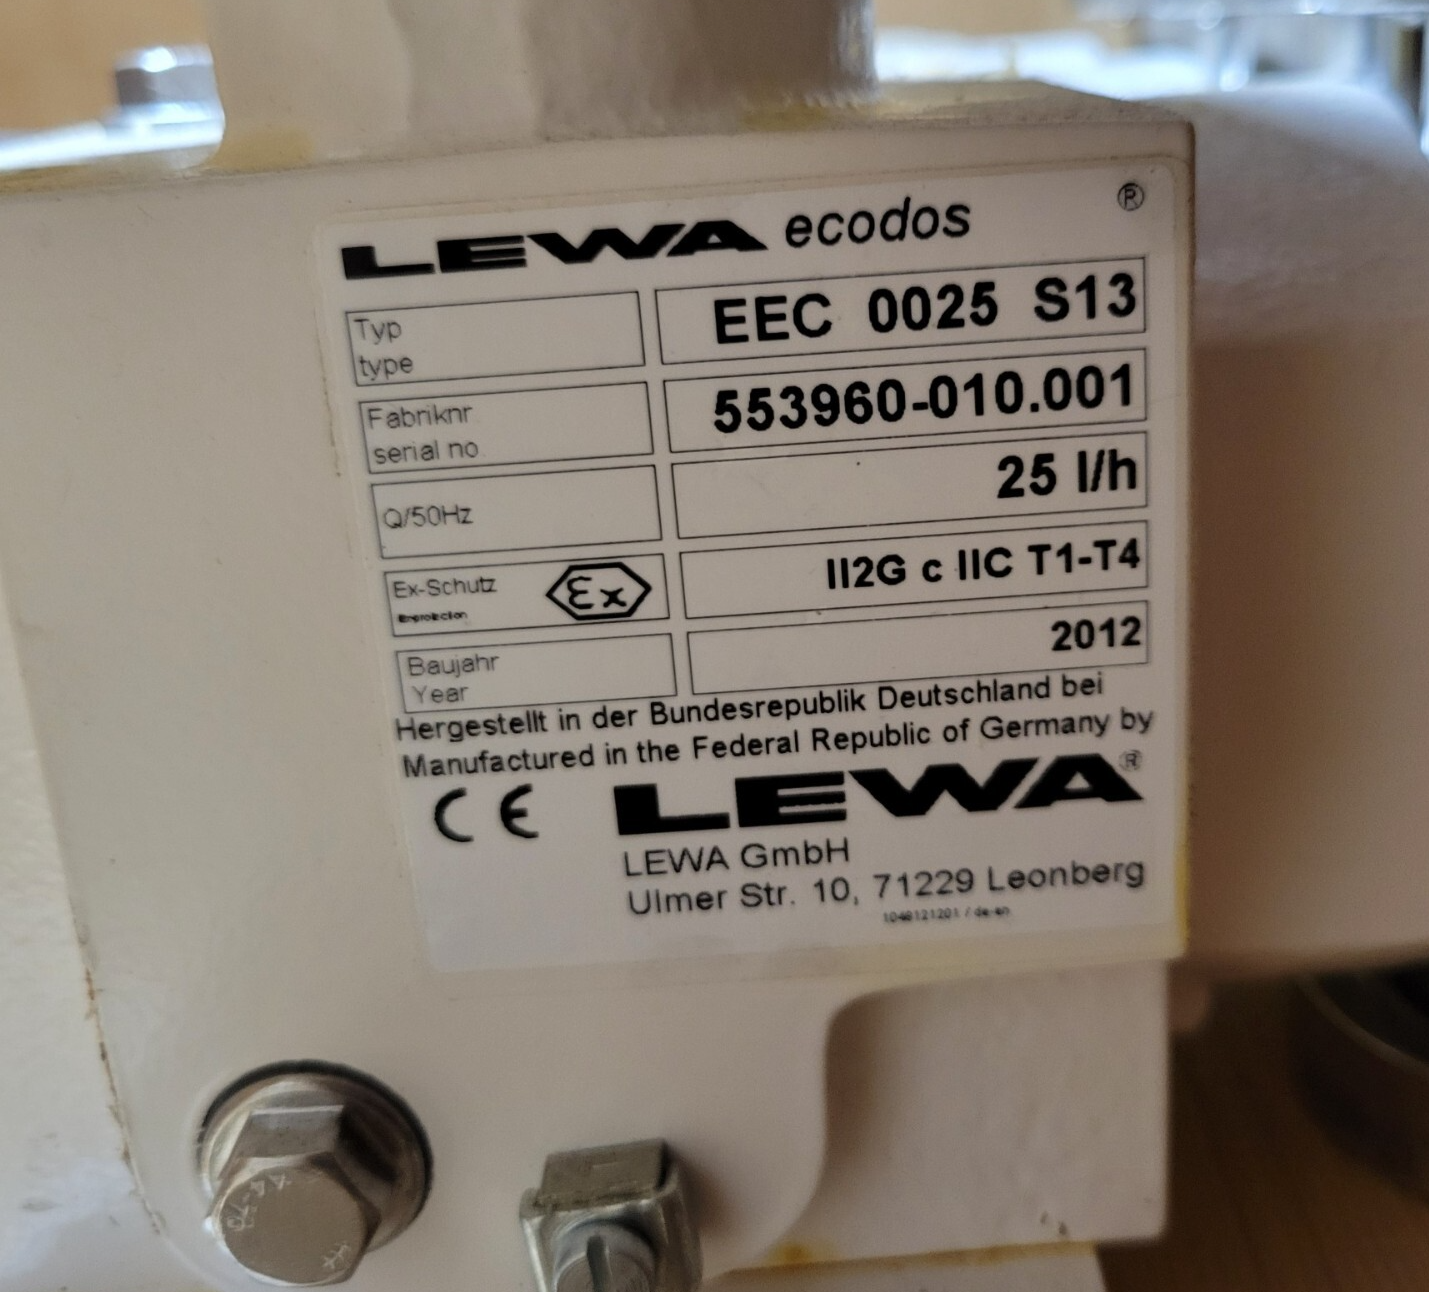 LEWA ecodos ®
Typ
type
EEC 0025 S13
Fabriknr
serial no.
553960-010.001
Q/50Hz
25 l/h
Ex-Schutz
Ex
II2G c IIC T1-T4
Baujahr
Year
2012
Hergestellt in der Bundesrepublik Deutschland bei
Manufactured in the Federal Republic of Germany by
CE LEWA ®
LEWA GmbH
Ulmer Str. 10, 71229 Leonberg